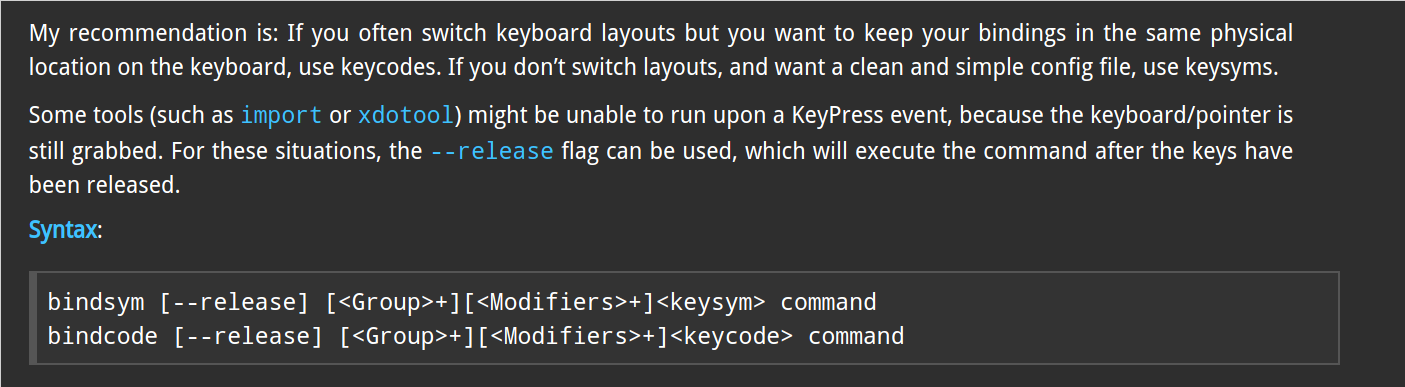 My recommendation is: If you often switch keyboard layouts but you want to keep your bindings in the same physical
location on the keyboard, use keycodes. If you don’t switch layouts, and want a clean and simple config file, use keysyms.
Some tools (such as import or xdotool) might be unable to run upon a KeyPress event, because the keyboard/pointer is
still grabbed. For these situations, the --release flag can be used, which will execute the command after the keys have
been released.
Syntax:
bindsym [--release] [<Group>+][<Modifiers>+]<keysym> command
bindcode [--release] [<Group>+][<Modifiers>+]<keycode> command